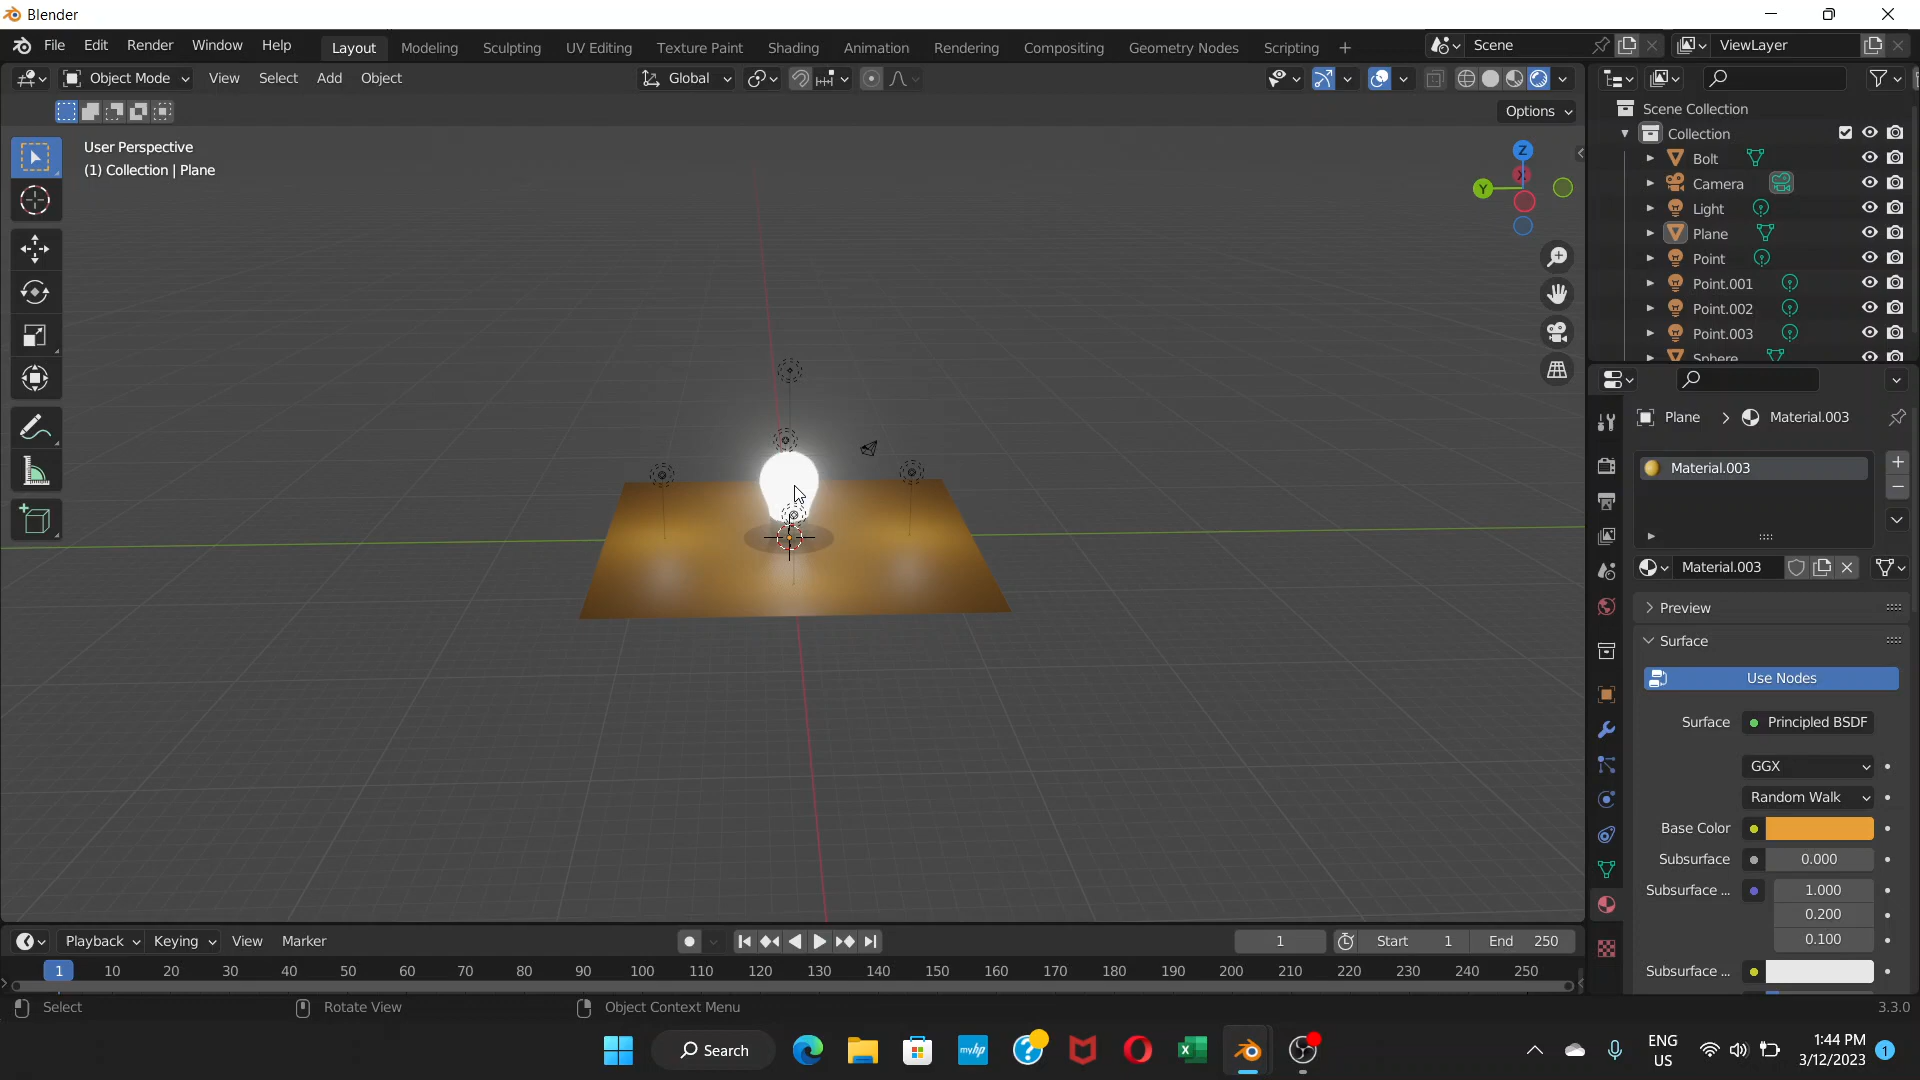 Blender
File Edit Render Window Help Layout Modeling Sculpting UV Editing Texture Paint Shading Animation Rendering Compositing Geometry Nodes Scripting + Scene ViewLayer
Object Mode View Select Add Object Global
Options
User Perspective
(1) Collection | Plane
Z
X
Y
Scene Collection
Collection
Bolt
Camera
Light
Plane
Point
Point.001
Point.002
Point.003
Sphere
Plane > Material.003
Material.003
Material.003
Preview
Surface
Use Nodes
Surface Principled BSDF
GGX
Random Walk
Base Color
Subsurface 0.000
Subsurface ... 1.000
0.200
0.100
Subsurface ...
Playback Keying View Marker 1 Start 1 End 250
1 10 20 30 40 50 60 70 80 90 100 110 120 130 140 150 160 170 180 190 200 210 220 230 240 250
Select Rotate View Object Context Menu 3.3.0
Search myhp ENG US 1:44 PM 3/12/2023 1